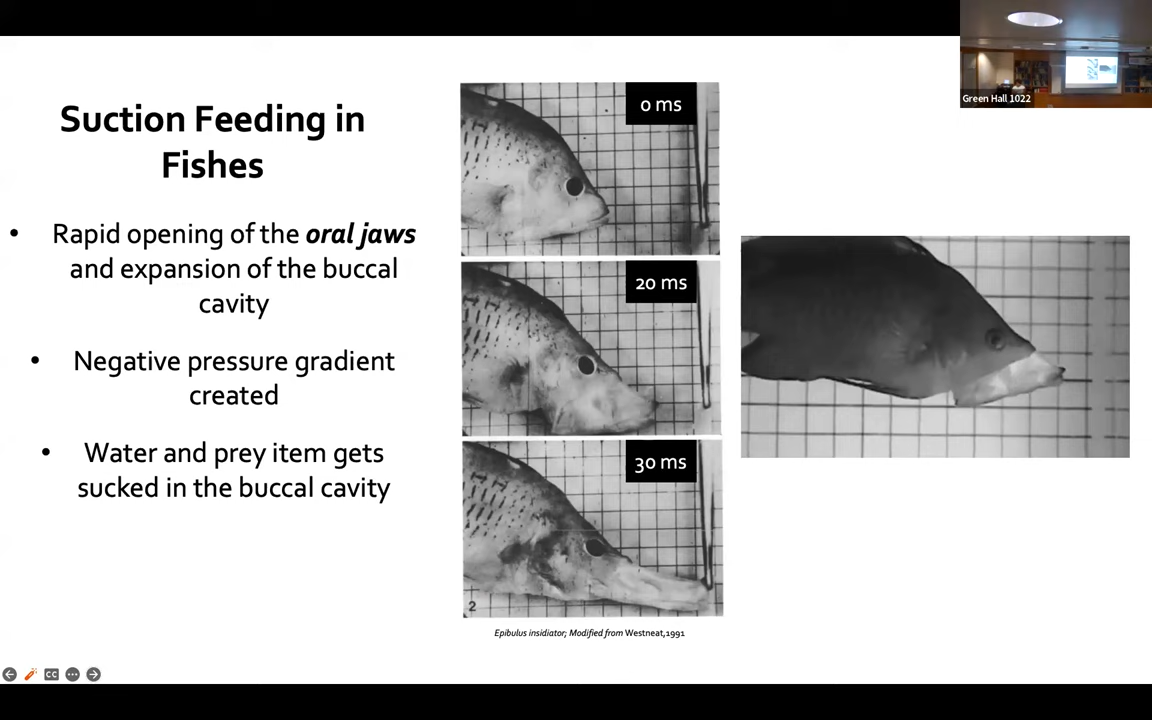 Suction Feeding in
Fishes
• Rapid opening of the oral jaws
and expansion of the buccal
cavity
• Negative pressure gradient
created
• Water and prey item gets
sucked in the buccal cavity
0 ms
20 ms
30 ms
2
Epibulus insidiator; Modified from Westneat,1991
Green Hall 1022
CC